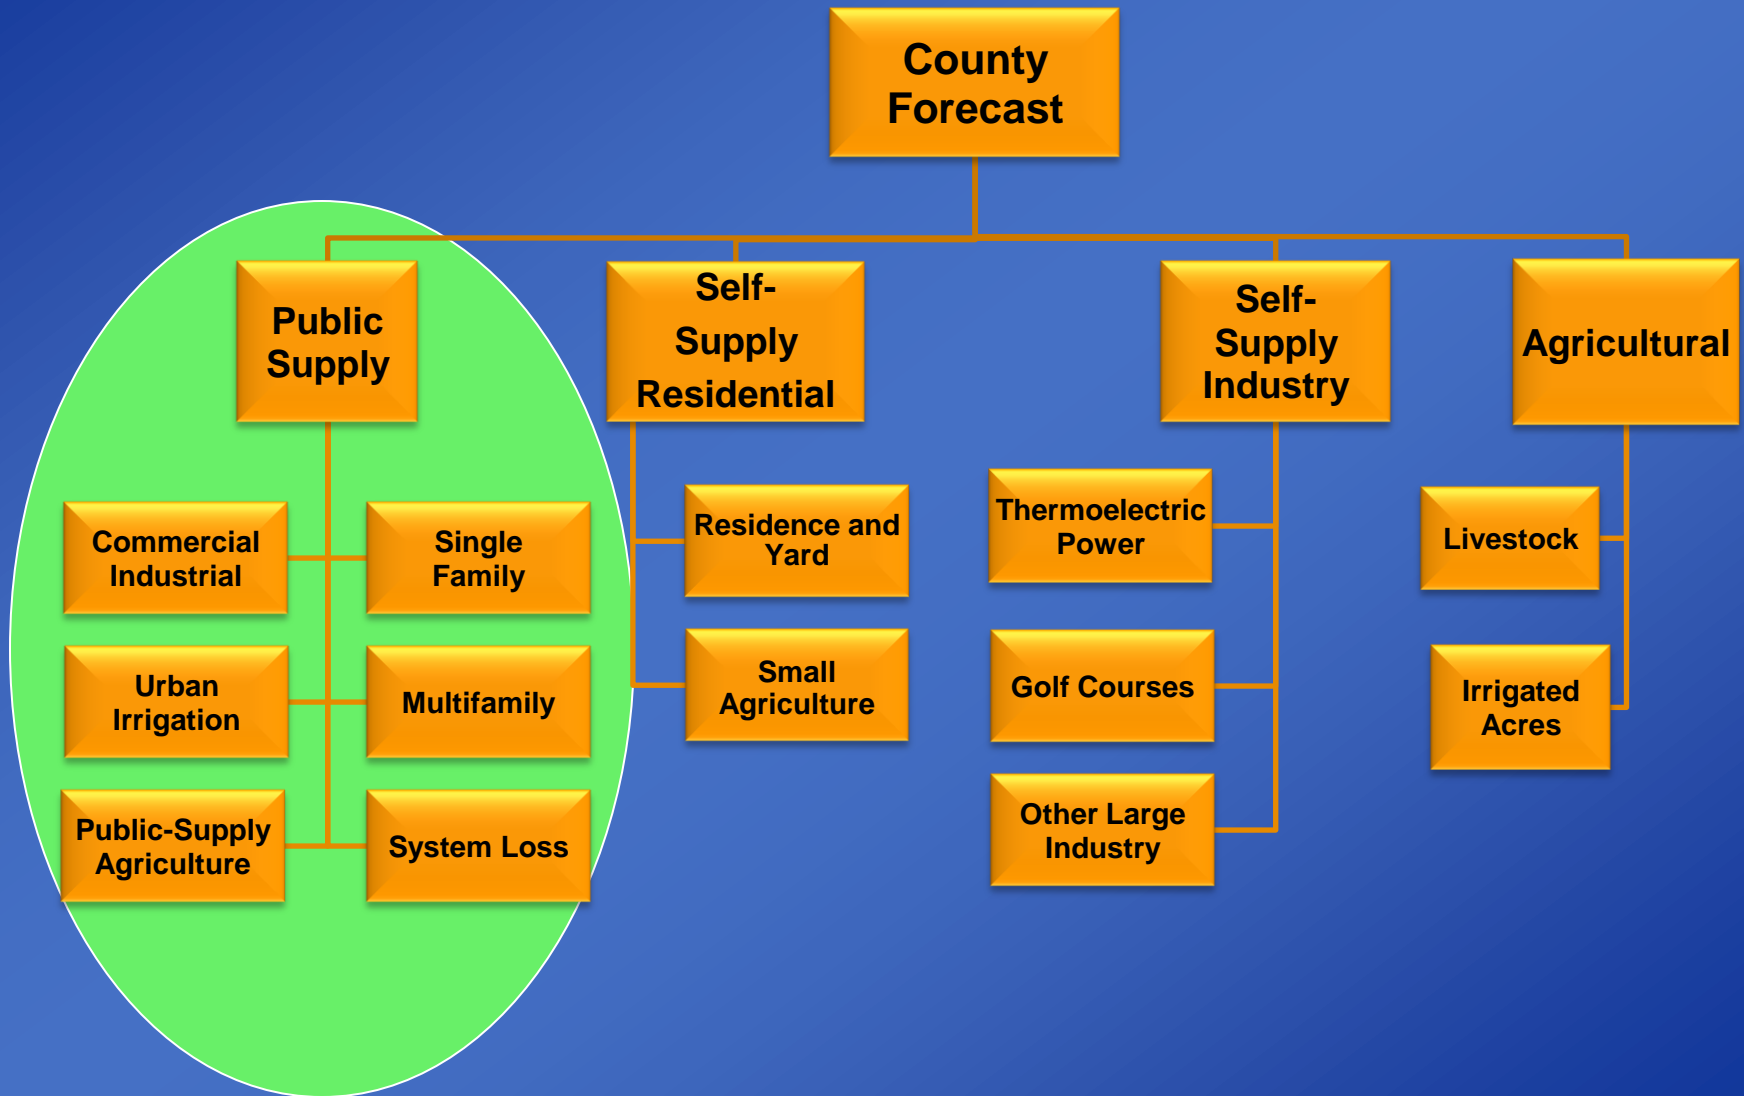 County
Forecast
Public
Supply
Self-
Supply
Residential
Self-
Supply
Industry
Agricultural
Commercial
Industrial
Single
Family
Urban
Irrigation
Multifamily
Public-Supply
Agriculture
System Loss
Residence and
Yard
Small
Agriculture
Thermoelectric
Power
Golf Courses
Other Large
Industry
Livestock
Irrigated
Acres